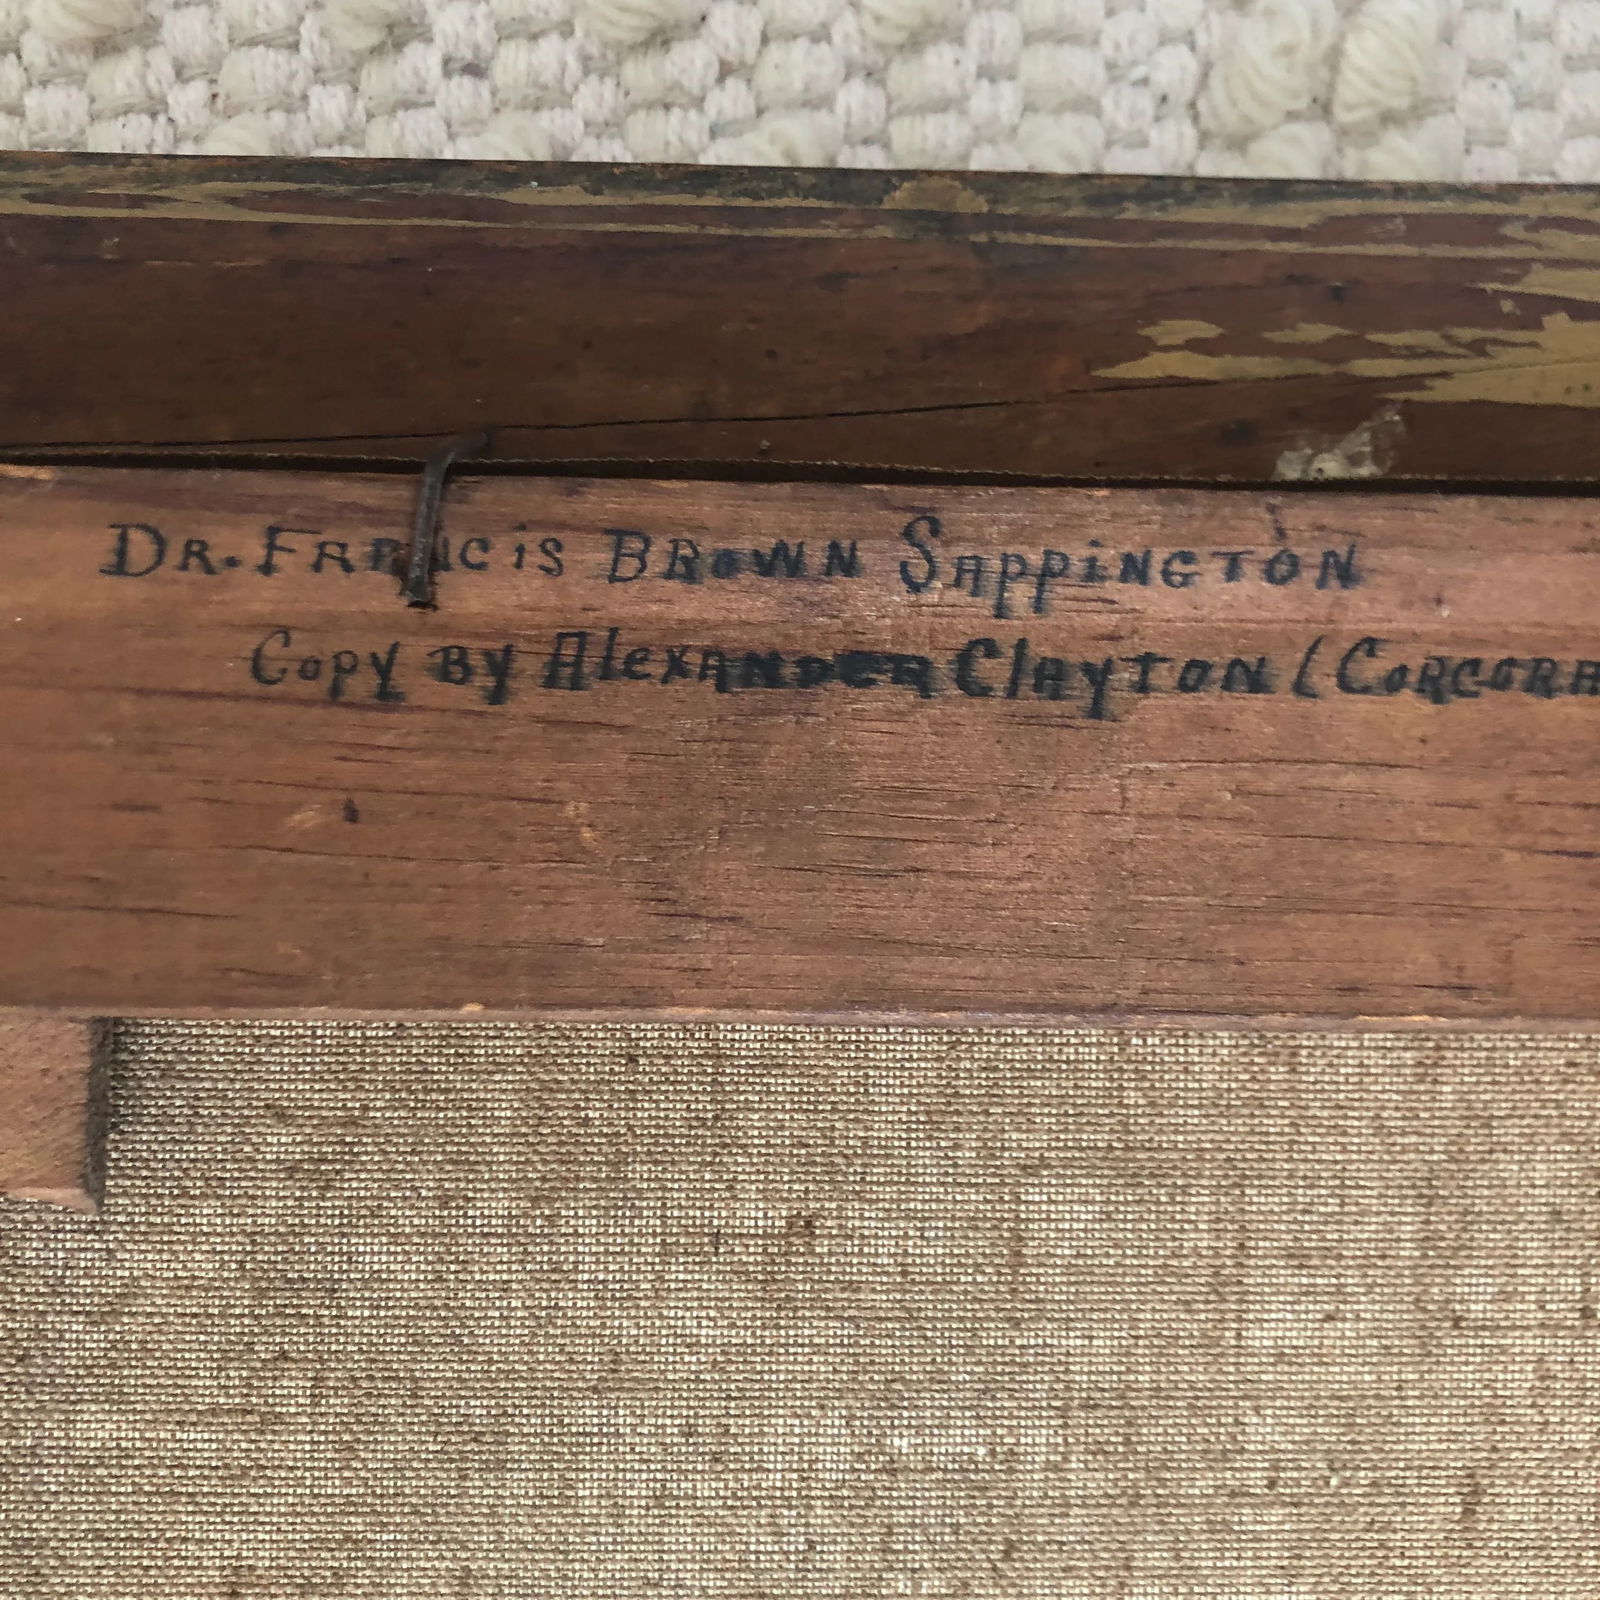 Dr. Francis Brown Sappington
Copy by Alexander Clayton (Corcora